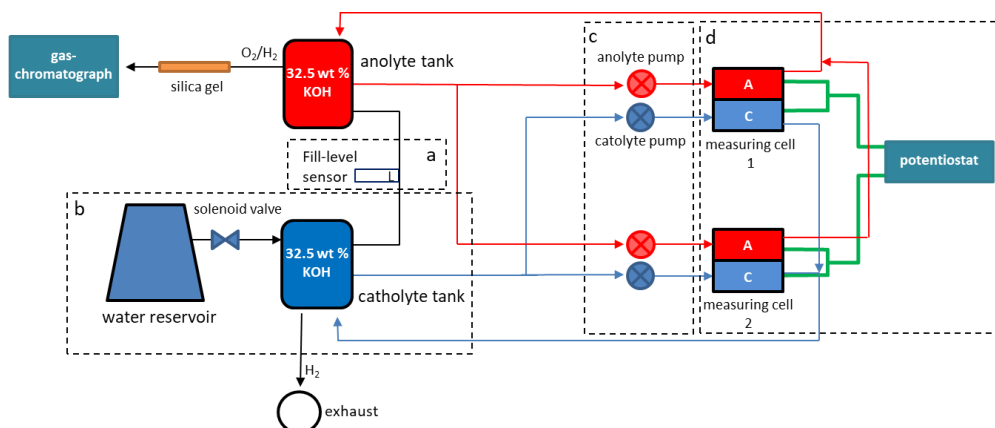 gas-
chromatograph
O₂/H₂
silica gel
32.5 wt %
KOH
anolyte tank
Fill-level
sensor
L
a
b
solenoid valve
water reservoir
32.5 wt %
KOH
catholyte tank
H₂
exhaust
c
anolyte pump
catolyte pump
d
A
C
measuring cell
1
potentiostat
A
C
measuring cell
2